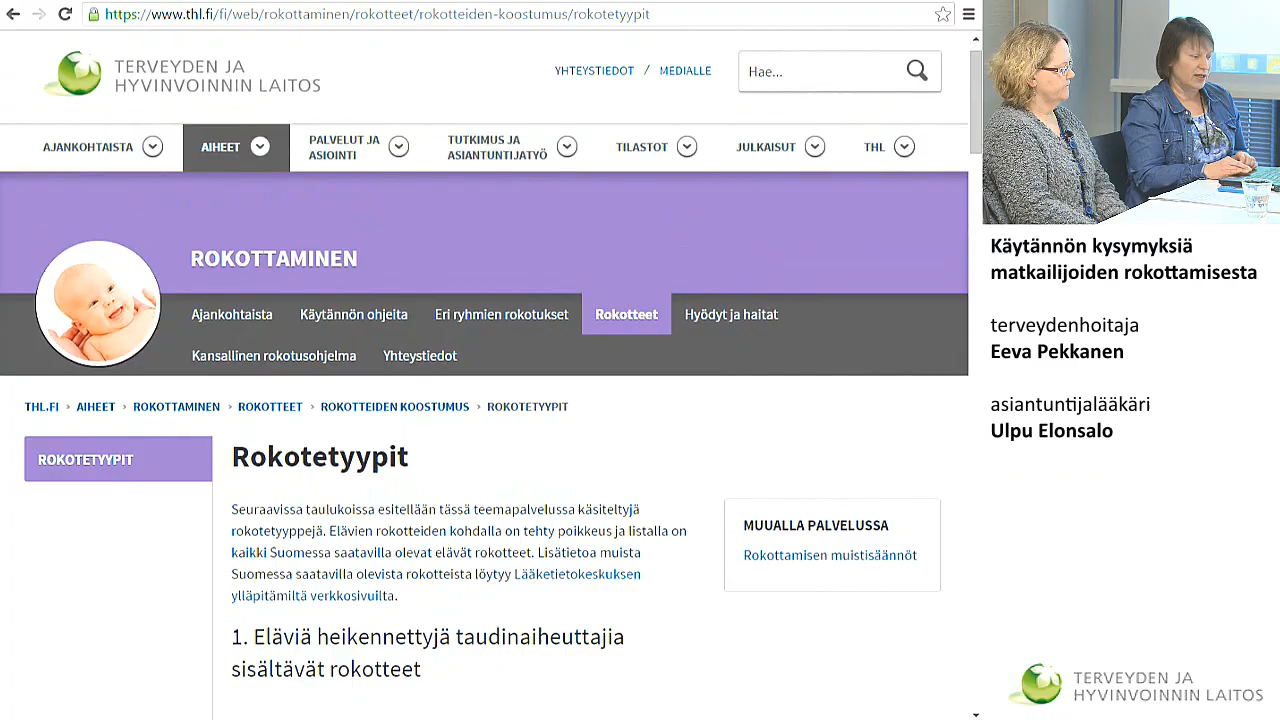 https://www.thl.fi/fi/web/rokottaminen/rokotteet/rokotteiden-koostumus/rokotetyypit
TERVEYDEN JA
HYVINVOINNIN LAITOS
YHTEYSTIEDOT / MEDIALLE
Hae...
AJANKOHTAISTA
AIHEET
PALVELUT JA
ASIOINTI
TUTKIMUS JA
ASIANTUNTIJATYÖ
TILASTOT
JULKAISUT
THL
ROKOTTAMINEN
Ajankohtaista
Käytännön ohjeita
Eri ryhmien rokotukset
Rokotteet
Hyödyt ja haitat
Kansallinen rokotusohjelma
Yhteystiedot
THL.FI › AIHEET › ROKOTTAMINEN › ROKOTTEET › ROKOTTEIDEN KOOSTUMUS › ROKOTETYYPIT
ROKOTETYYPIT
Rokotetyypit
Seuraavissa taulukoissa esitellään tässä teemapalvelussa käsiteltyjä
rokotetyyppejä. Elävien rokotteiden kohdalla on tehty poikkeus ja listalla on
kaikki Suomessa saatavilla olevat elävät rokotteet. Lisätietoa muista
Suomessa saatavilla olevista rokotteista löytyy Lääketietokeskuksen
ylläpitämiltä verkkosivuilta.
1. Eläviä heikennettyjä taudinaiheuttajia
sisältävät rokotteet
MUUALLA PALVELUSSA
Rokottamisen muistisäännöt
Käytännön kysymyksiä
matkailijoiden rokottamisesta
terveydenhoitaja
Eeva Pekkanen
asiantuntijalääkäri
Ulpu Elonsalo
TERVEYDEN JA
HYVINVOINNIN LAITOS